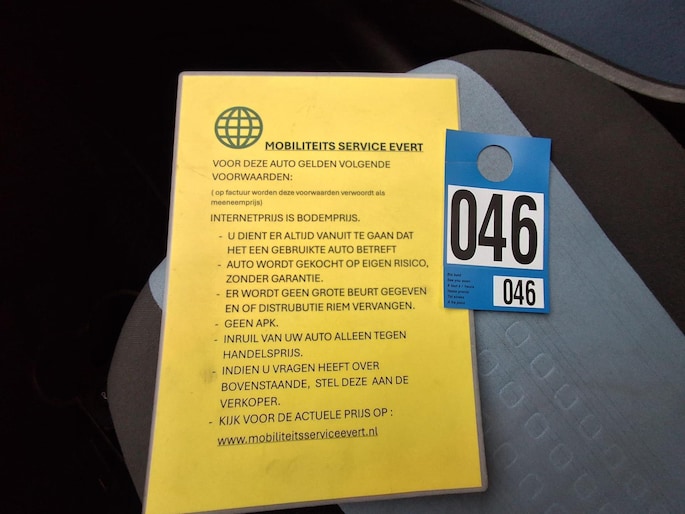 MOBILITEITS SERVICE EVERT
VOOR DEZE AUTO GELDEN VOLGENDE
VOORWAARDEN:
( op factuur worden deze voorwaarden verwoordt als
meeneemprijs)
INTERNETPRIJS IS BODEMPRIJS.
- U DIENT ER ALTIJD VANUIT TE GAAN DAT
HET EEN GEBRUIKTE AUTO BETREFT
- AUTO WORDT GEKOCHT OP EIGEN RISICO,
ZONDER GARANTIE.
- ER WORDT GEEN GROTE BEURT GEGEVEN
EN OF DISTRUBUTIE RIEM VERVANGEN.
- GEEN APK.
- INRUIL VAN UW AUTO ALLEEN TEGEN
HANDELSPRIJS.
- INDIEN U VRAGEN HEEFT OVER
BOVENSTAANDE, STEL DEZE AAN DE
VERKOPER.
- KIJK VOOR DE ACTUELE PRIJS OP :
www.mobiliteitsserviceevert.nl
046
046